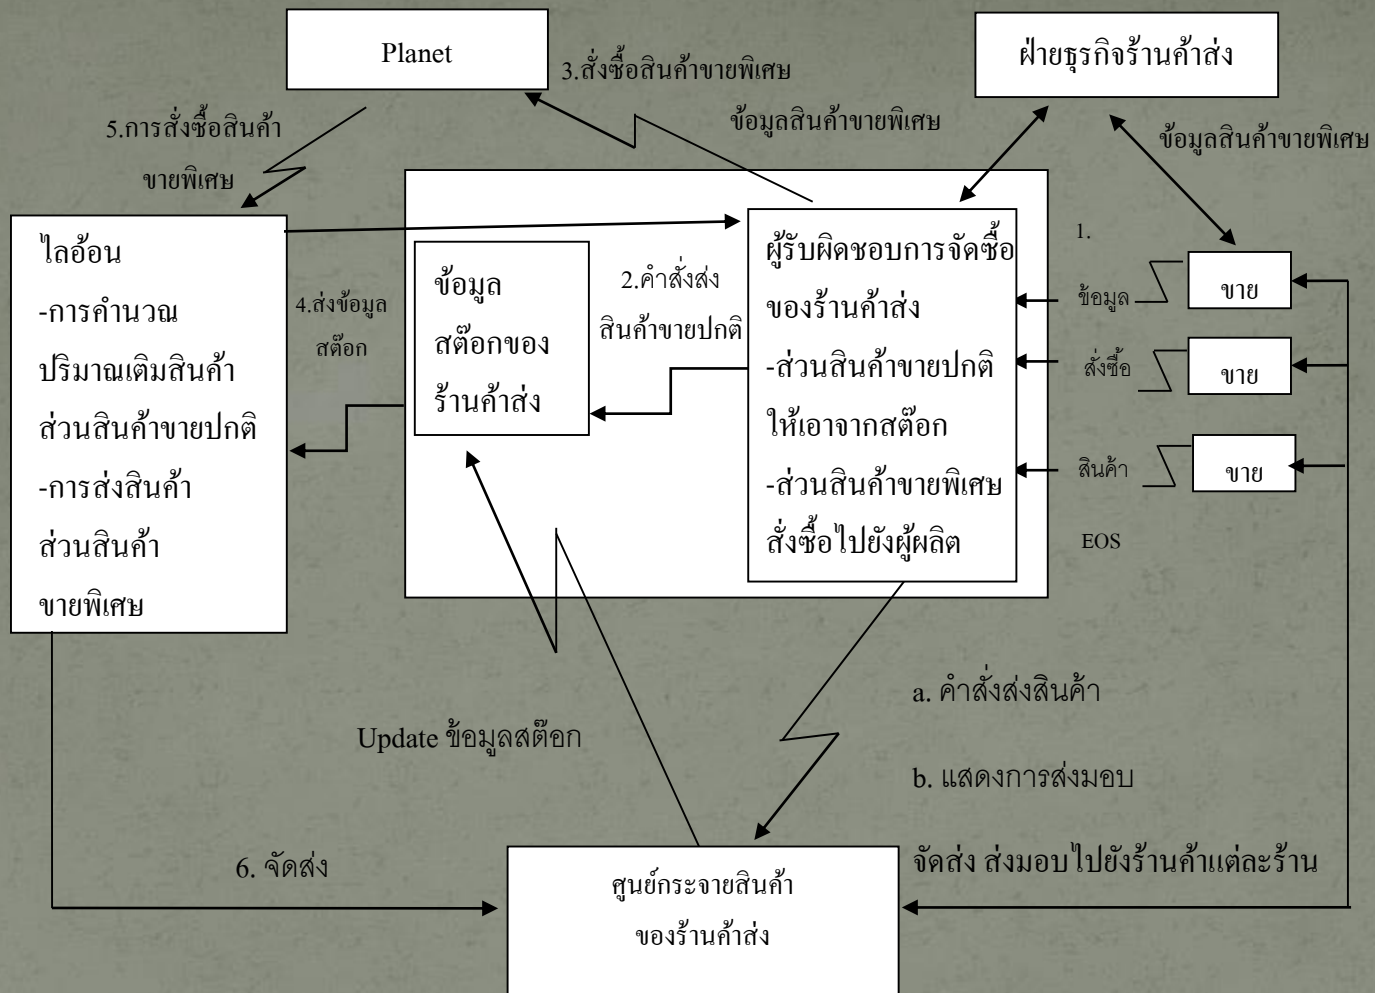 Planet
ฝ่ายธุรกิจร้านค้าส่ง
3.สั่งซื้อสินค้าขายพิเศษ
ข้อมูลสินค้าขายพิเศษ
ข้อมูลสินค้าขายพิเศษ
5.การสั่งซื้อสินค้า
ขายพิเศษ
ไลอ้อน
-การคำนวณ
ปริมาณเติมสินค้า
ส่วนสินค้าขายปกติ
-การส่งสินค้า
ส่วนสินค้า
ขายพิเศษ
4.ส่งข้อมูล
สต๊อก
ข้อมูล
สต๊อกของ
ร้านค้าส่ง
2.คำสั่งส่ง
สินค้าขายปกติ
ผู้รับผิดชอบการจัดซื้อ
ของร้านค้าส่ง
-ส่วนสินค้าขายปกติ
ให้เอาจากสต๊อก
-ส่วนสินค้าขายพิเศษ
สั่งซื้อไปยังผู้ผลิต
1.
ข้อมูล
สั่งซื้อ
สินค้า
EOS
ขาย
ขาย
ขาย
Update ข้อมูลสต๊อก
a. คำสั่งส่งสินค้า
b. แสดงการส่งมอบ
จัดส่ง ส่งมอบ ไปยังร้านค้าแต่ละร้าน
6. จัดส่ง
ศูนย์กระจายสินค้า
ของร้านค้าส่ง